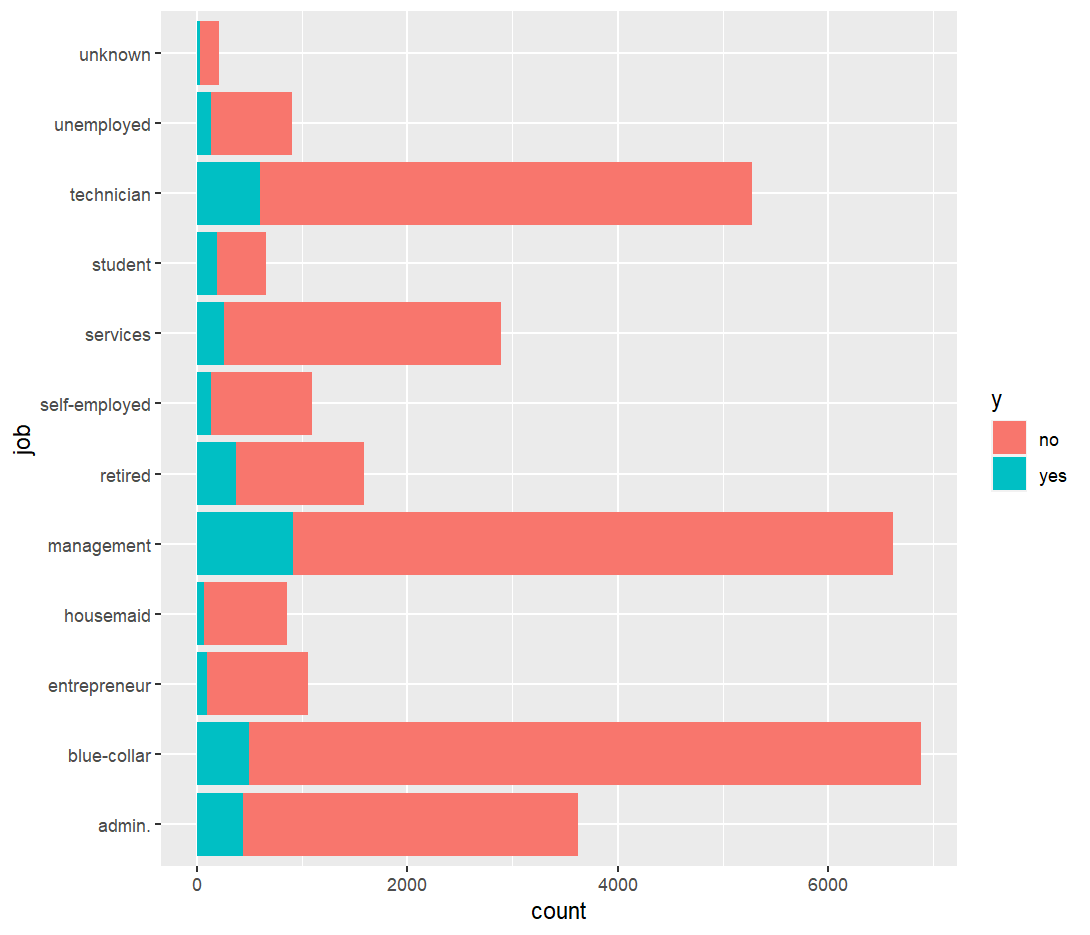 unknown
unemployed
technician
student
services
self-employed
retired
management
housemaid
entrepreneur
blue-collar
admin.
job
0 2000 4000 6000
count
y
no
yes